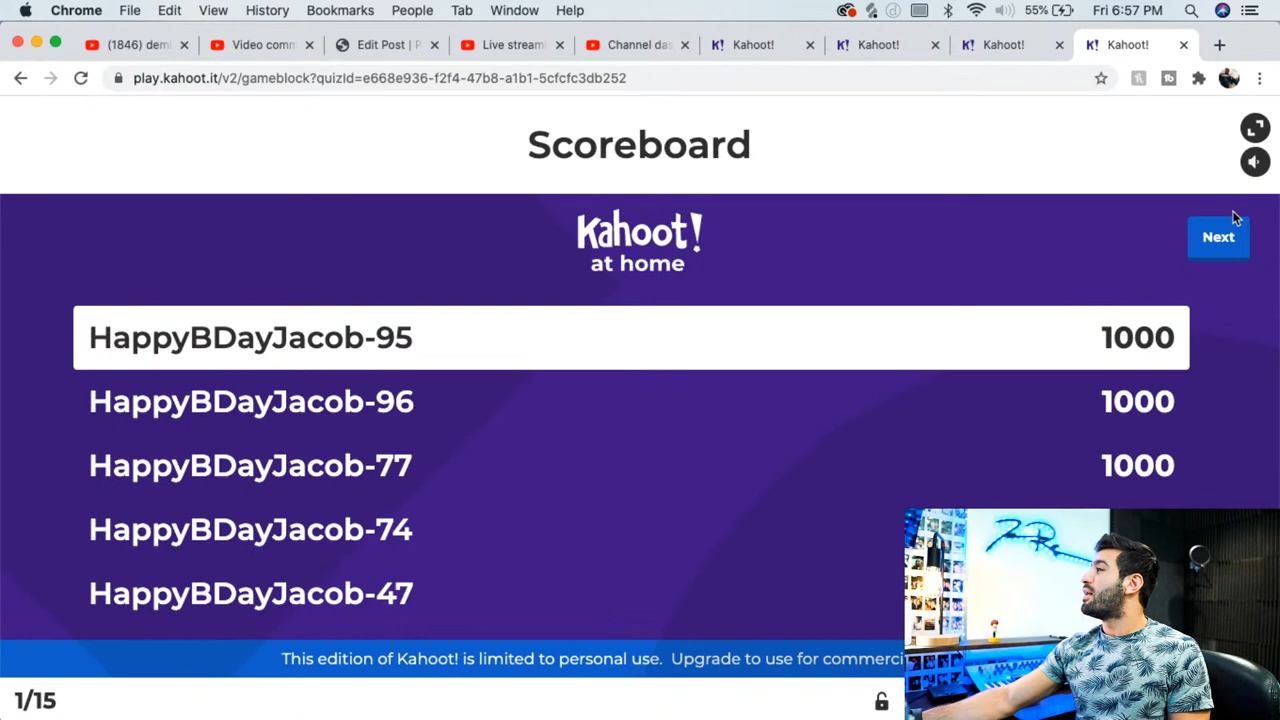 Chrome File Edit View History Bookmarks People Tab Window Help 55% Fri 6:57 PM
(1846) dem Video comm Edit Post | P Live stream Channel da Kahoot! Kahoot! Kahoot! Kahoot!
play.kahoot.it/v2/gameblock?quizId=e668e936-f2f4-47b8-a1b1-5cfcfc3db252
Scoreboard
Kahoot!
at home
Next
HappyBDayJacob-95 1000
HappyBDayJacob-96 1000
HappyBDayJacob-77 1000
HappyBDayJacob-74
HappyBDayJacob-47
This edition of Kahoot! is limited to personal use. Upgrade to use for commerci
1/15